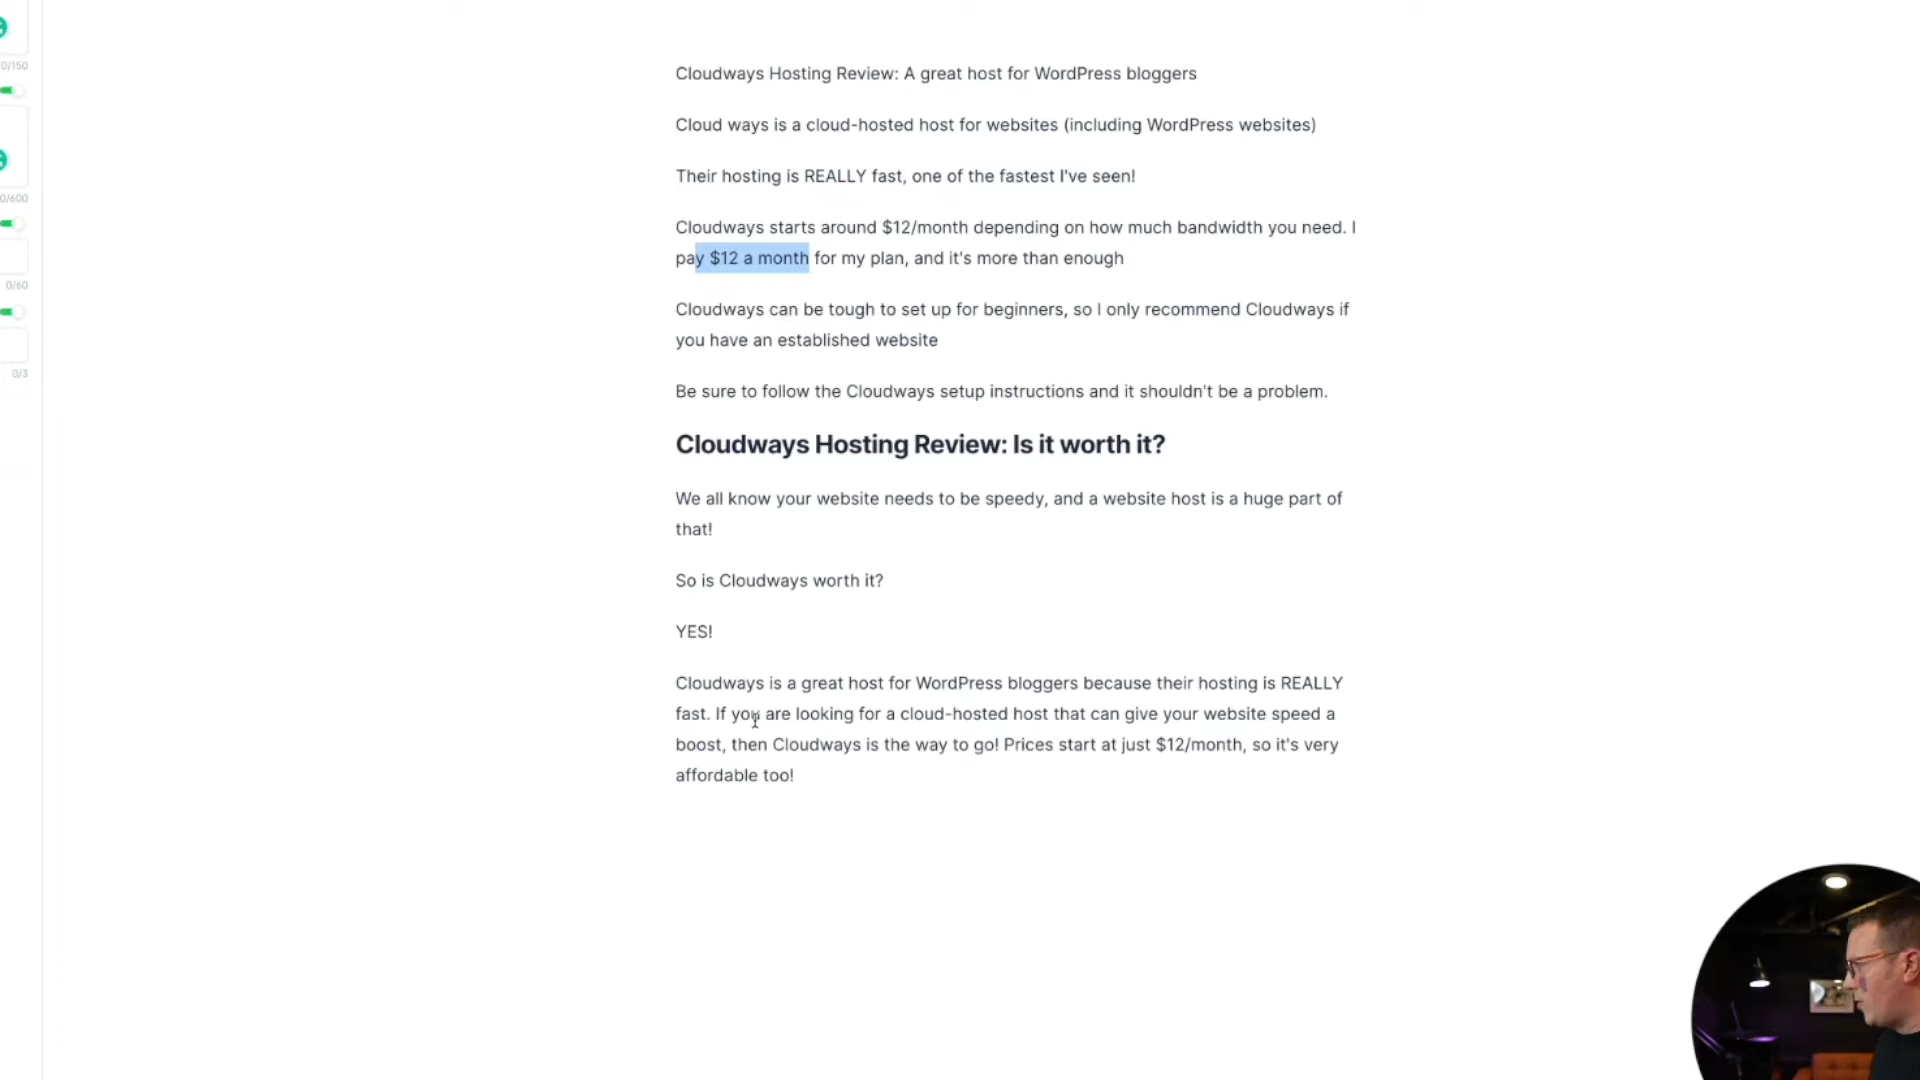 0/150
0/600
0/60
0/3
Cloudways Hosting Review: A great host for WordPress bloggers
Cloud ways is a cloud-hosted host for websites (including WordPress websites)
Their hosting is REALLY fast, one of the fastest I've seen!
Cloudways starts around $12/month depending on how much bandwidth you need. I
pay $12 a month for my plan, and it's more than enough
Cloudways can be tough to set up for beginners, so I only recommend Cloudways if
you have an established website
Be sure to follow the Cloudways setup instructions and it shouldn't be a problem.
Cloudways Hosting Review: Is it worth it?
We all know your website needs to be speedy, and a website host is a huge part of
that!
So is Cloudways worth it?
YES!
Cloudways is a great host for WordPress bloggers because their hosting is REALLY
fast. If you are looking for a cloud-hosted host that can give your website speed a
boost, then Cloudways is the way to go! Prices start at just $12/month, so it's very
affordable too!